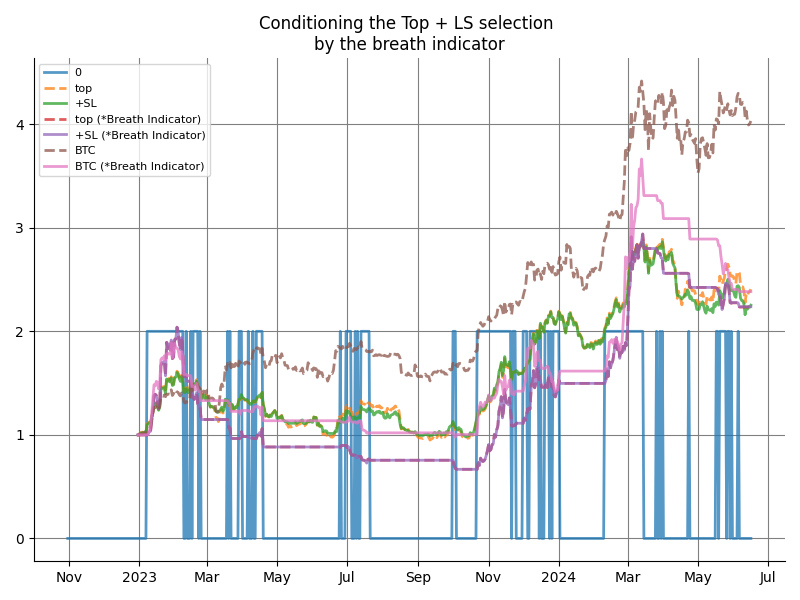 Conditioning the Top + LS selection
by the breath indicator
0
top
+SL
top (*Breath Indicator)
+SL (*Breath Indicator)
BTC
BTC (*Breath Indicator)
4
3
2
1
0
Nov
2023
Mar
May
Jul
Sep
Nov
2024
Mar
May
Jul